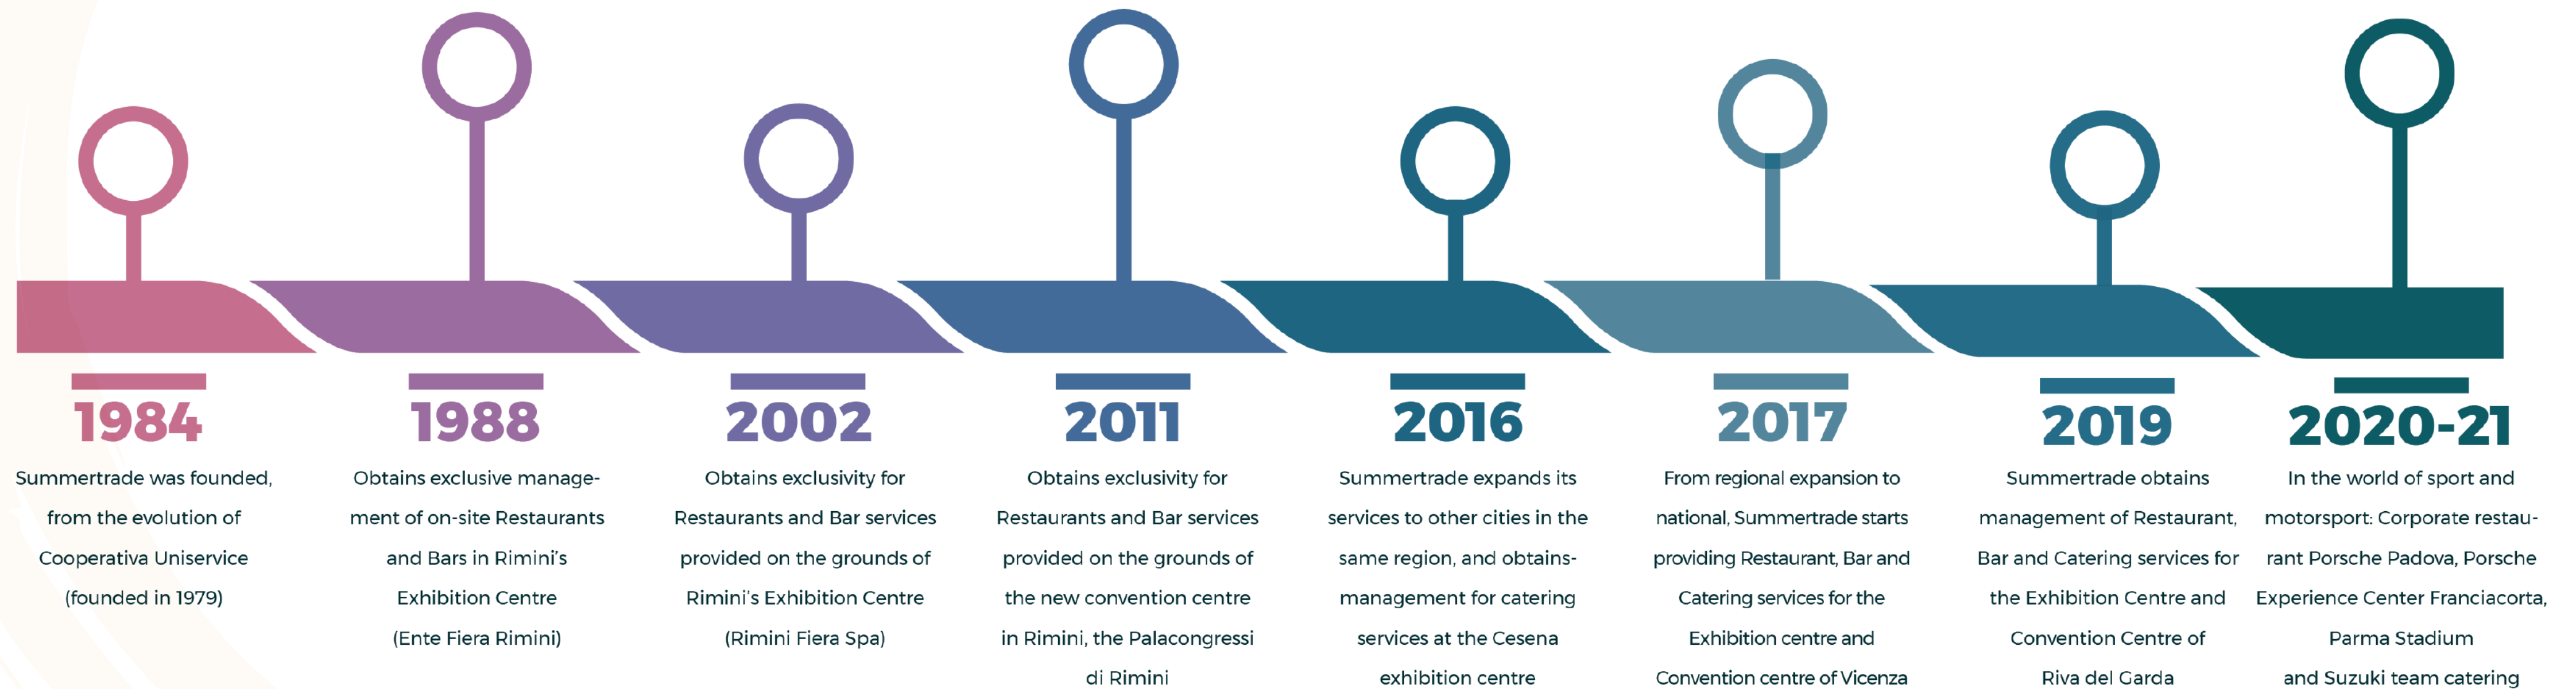 1984
Summertrade was founded,
from the evolution of
Cooperativa Uniservice
(founded in 1979)
1988
Obtains exclusive manage-
ment of on-site Restaurants
and Bars in Rimini's
Exhibition Centre
(Ente Fiera Rimini)
2002
Obtains exclusivity for
Restaurants and Bar services
provided on the grounds of
Rimini's Exhibition Centre
(Rimini Fiera Spa)
2011
Obtains exclusivity for
Restaurants and Bar services
provided on the grounds of
the new convention centre
in Rimini, the Palacongressi
di Rimini
2016
Summertrade expands its
services to other cities in the
same region, and obtains-
management for catering
services at the Cesena
exhibition centre
2017
From regional expansion to
national, Summertrade starts
providing Restaurant, Bar and
Catering services for the
Exhibition centre and
Convention centre of Vicenza
2019
Summertrade obtains
management of Restaurant,
Bar and Catering services for
the Exhibition Centre and
Convention Centre of
Riva del Garda
2020-21
In the world of sport and
motorsport: Corporate restau-
rant Porsche Padova, Porsche
Experience Center Franciacorta,
Parma Stadium
and Suzuki team catering